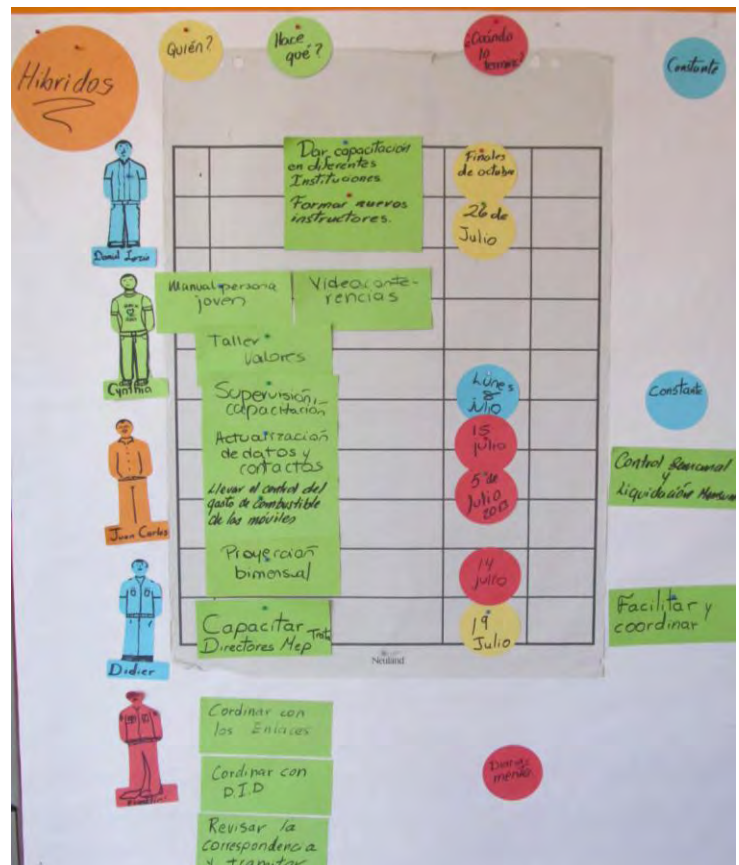 Híbridos
Quién?
Hace
qué?
¿Cuándo
lo
termina?
Constante
Dar capacitación
en diferentes
Instituciones
Formar nuevos
instructores.
Finales
de octubre
26 de
Julio
Daniel
Manual persona
joven
Videoconfe-
rencias
Taller
Valores
Cynthia
Supervisión,
capacitación
Lunes
8
julio
Constante
Actualización
de datos y
contactos
15
julio
Llevar el control del
gasto de combustible
de los móviles
5 de
Julio
2013
Control Semanal
y
Liquidación
Juan Carlos
Proyección
bimensual
14
julio
Capacitar
Directores Mep
19
Julio
Facilitar y
coordinar
Didier
Neuland
Cordinar con
los Enlaces
Cordinar con
D.I.D
Revisar la
correspondencia
y tramitar